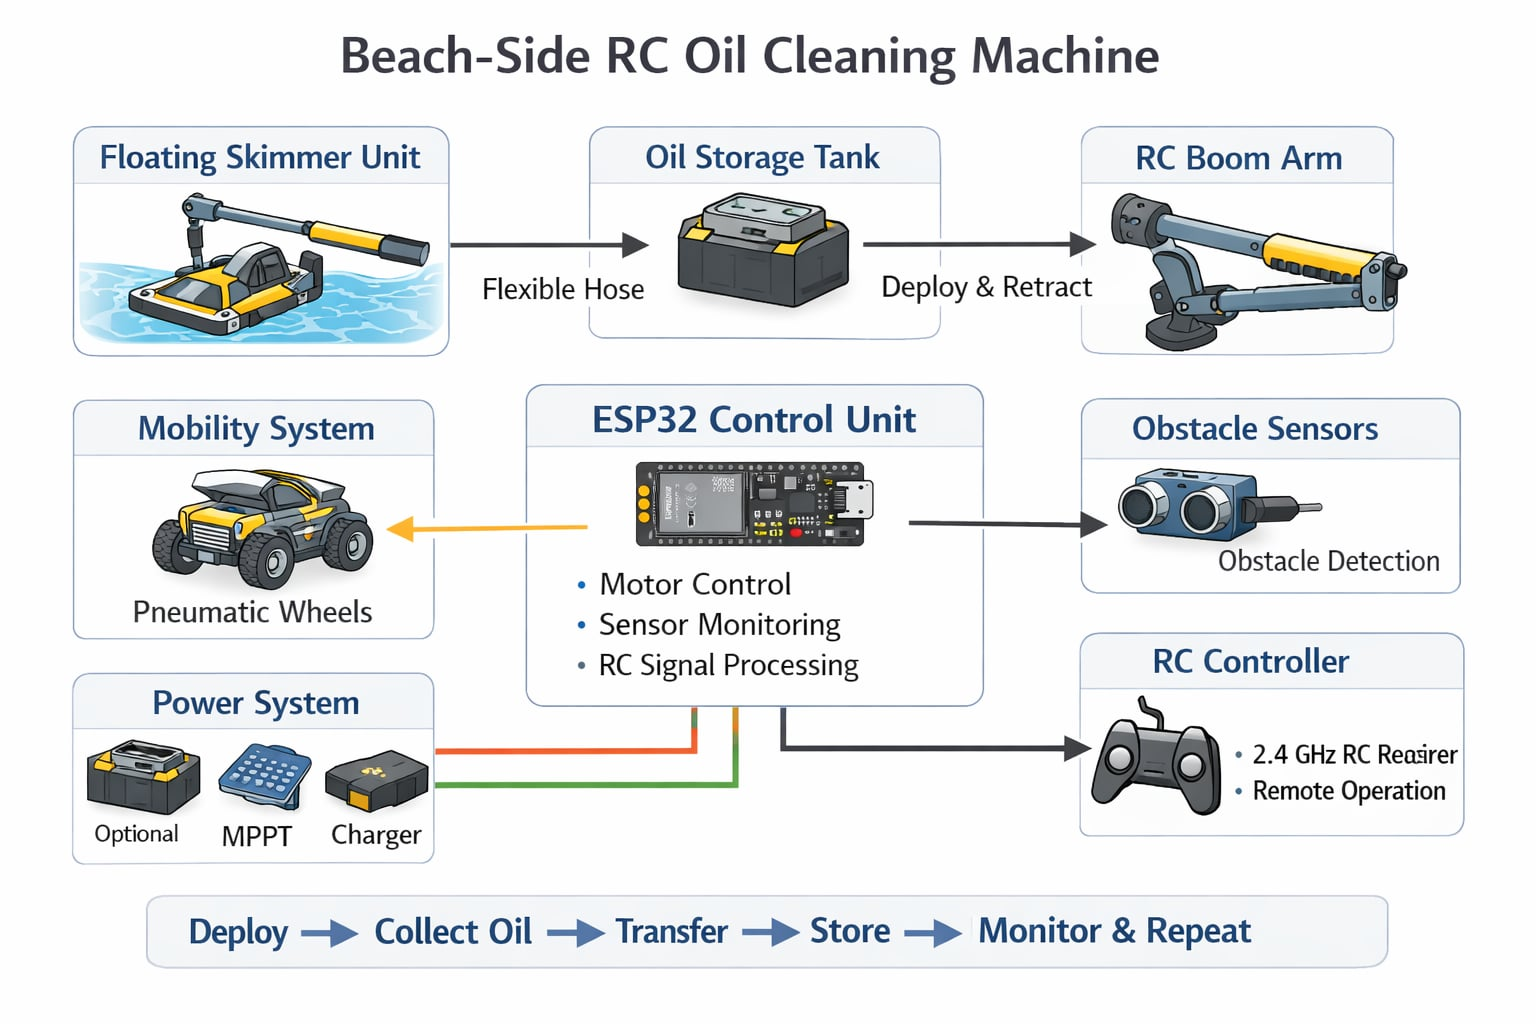 Beach-Side RC Oil Cleaning Machine
Floating Skimmer Unit
Flexible Hose
Oil Storage Tank
Deploy & Retract
RC Boom Arm
Mobility System
Pneumatic Wheels
ESP32 Control Unit
• Motor Control
• Sensor Monitoring
• RC Signal Processing
Obstacle Sensors
Obstacle Detection
Power System
Optional
MPPT
Charger
RC Controller
• 2.4 GHz RC
• Remote Operation
Deploy → Collect Oil → Transfer → Store → Monitor & Repeat